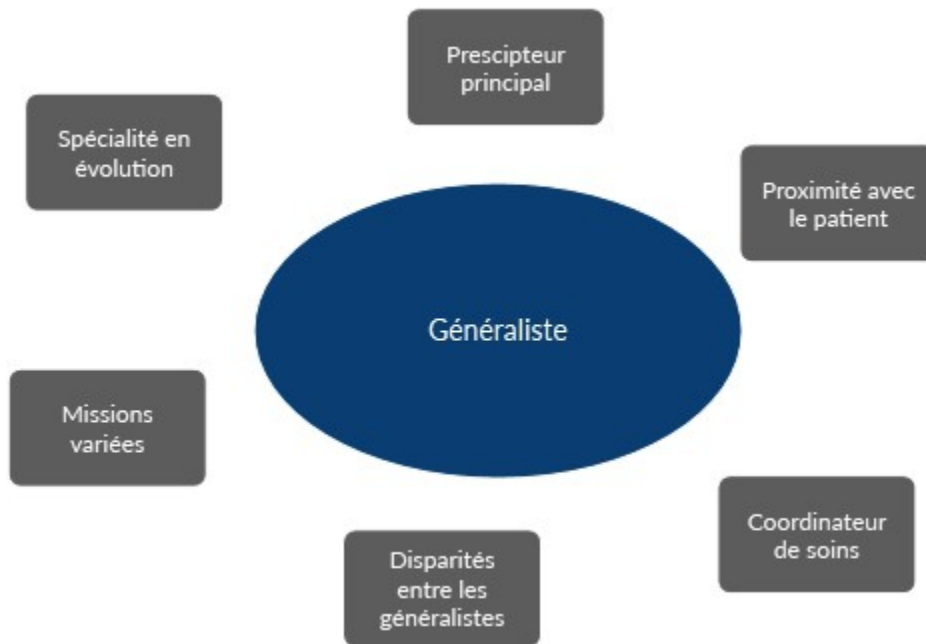 Prescipteur
principal
Spécialité en
évolution
Proximité avec
le patient
Généraliste
Missions
variées
Coordinateur
de soins
Disparités
entre les
généralistes